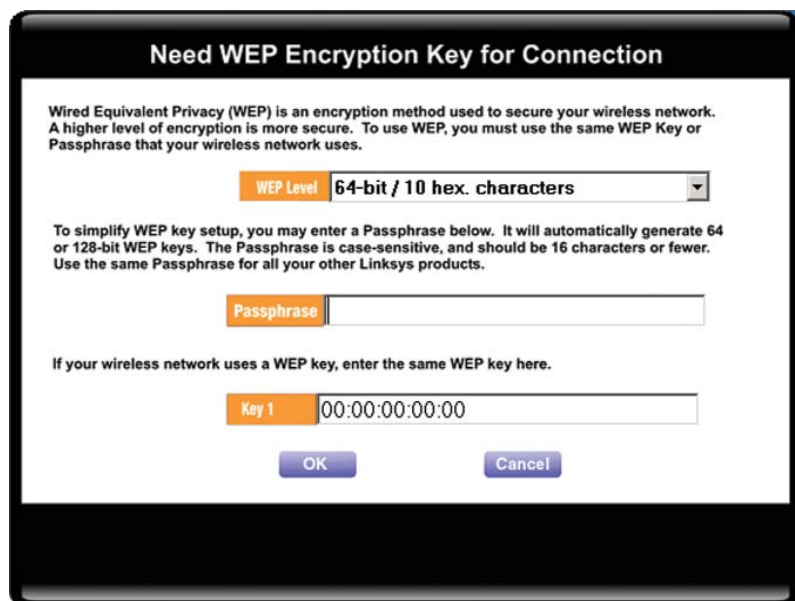 Need WEP Encryption Key for Connection
Wired Equivalent Privacy (WEP) is an encryption method used to secure your wireless network.
A higher level of encryption is more secure. To use WEP, you must use the same WEP Key or
Passphrase that your wireless network uses.
WEP Level 64-bit / 10 hex. characters
To simplify WEP key setup, you may enter a Passphrase below. It will automatically generate 64
or 128-bit WEP keys. The Passphrase is case-sensitive, and should be 16 characters or fewer.
Use the same Passphrase for all your other Linksys products.
Passphrase
If your wireless network uses a WEP key, enter the same WEP key here.
Key 1 00:00:00:00:00
OK Cancel